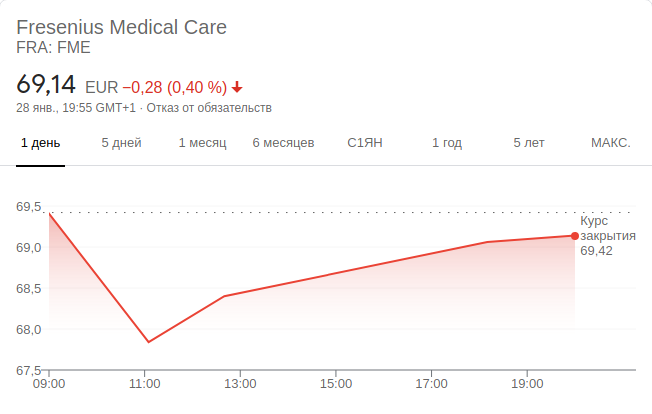 Fresenius Medical Care
FRA: FME
69,14 EUR −0,28 (0,40 %)
28 янв., 19:55 GMT+1 · Отказ от обязательств
1 день 5 дней 1 месяц 6 месяцев С1ЯН 1 год 5 лет МАКС.
69,5
Курс
закрытия
69,42
69,0
68,5
68,0
67,5
09:00 11:00 13:00 15:00 17:00 19:00